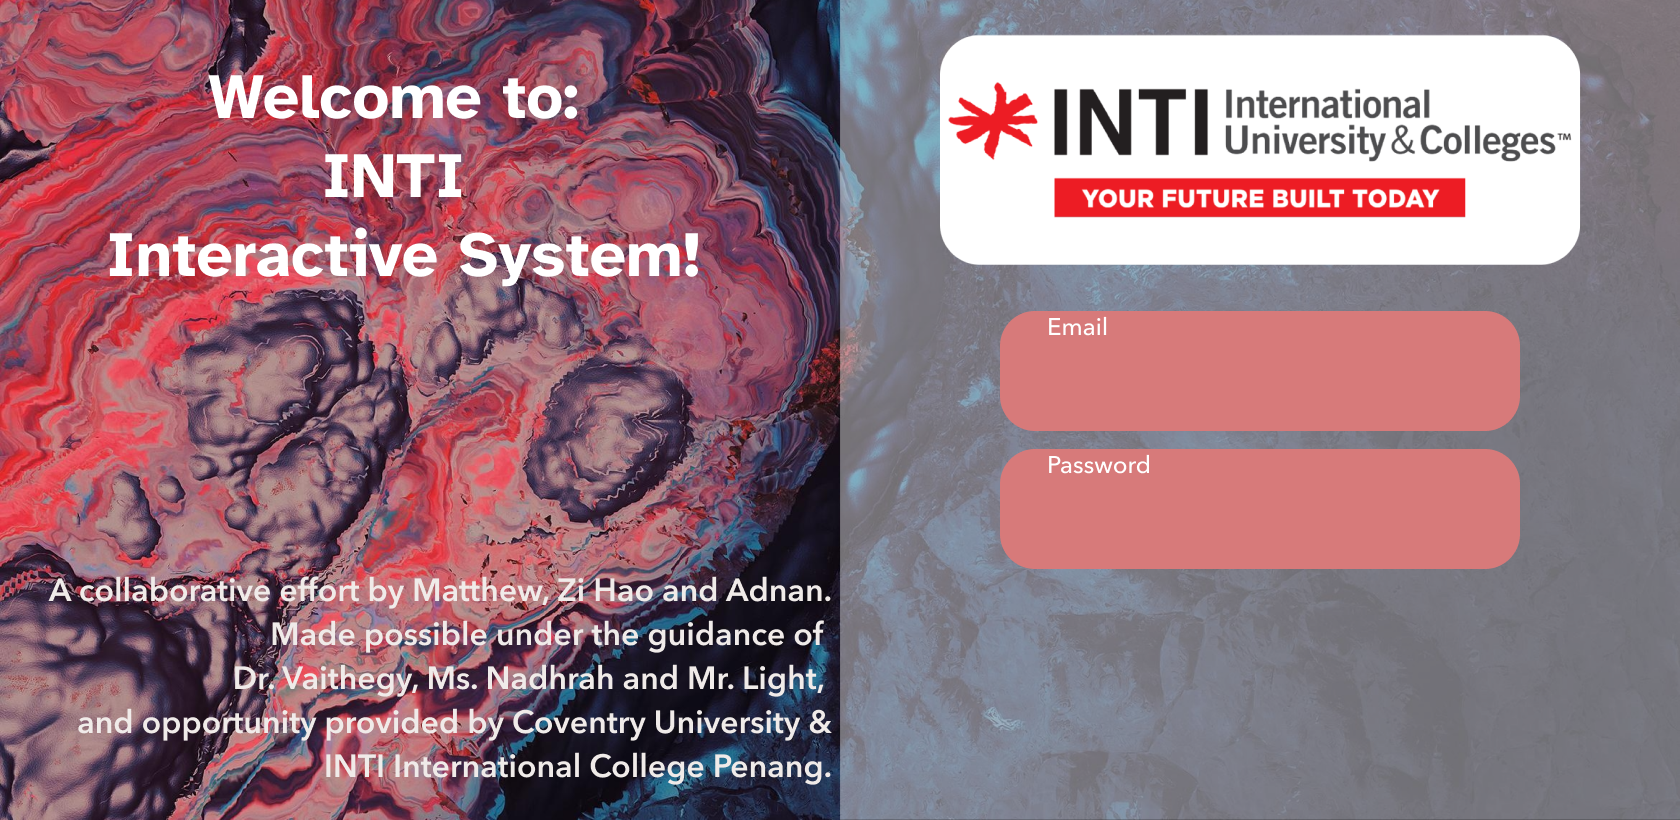 Welcome to:
INTI
Interactive System!
A collaborative effort by Matthew, Zi Hao and Adnan.
Made possible under the guidance of
Dr. Vaithegy, Ms. Nadhrah and Mr. Light,
and opportunity provided by Coventry University &
INTI International College Penang.
INTI International
University & Colleges™
YOUR FUTURE BUILT TODAY
Email
Password